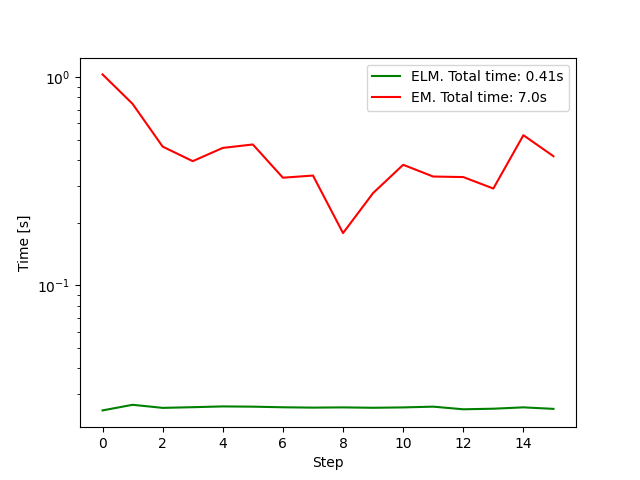 ELM. Total time: 0.41s
EM. Total time: 7.0s
10⁰
10⁻¹
Time [s]
0 2 4 6 8 10 12 14
Step